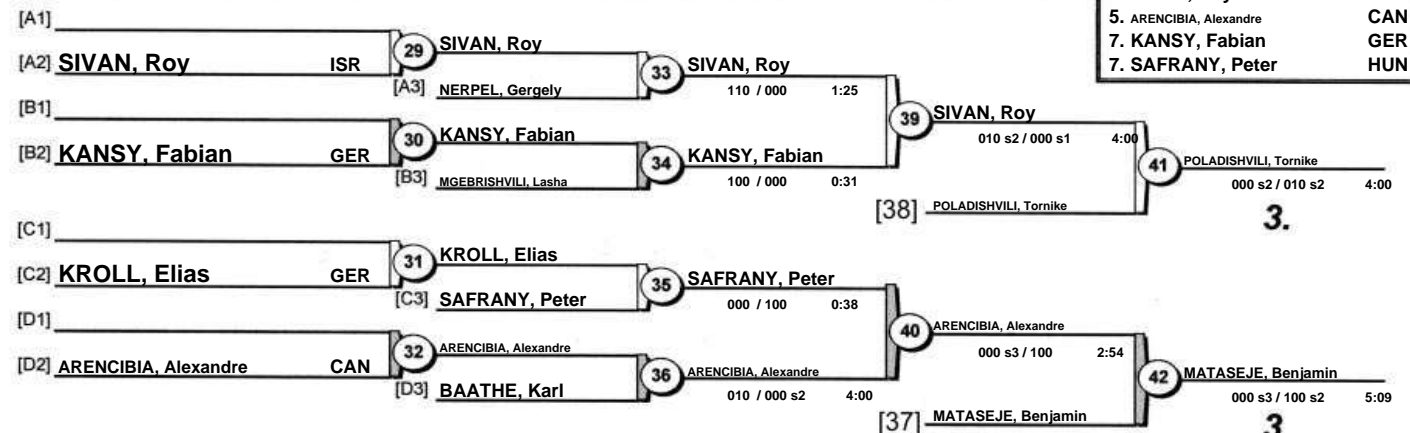 [A1]
[A2] SIVAN, Roy ISR
29
SIVAN, Roy
[A3] NERPEL, Gergely
33
SIVAN, Roy
110 / 000 1:25
[B1]
[B2] KANSY, Fabian GER
30
KANSY, Fabian
[B3] MGEBRISHVILI, Lasha
34
KANSY, Fabian
100 / 000 0:31
39
SIVAN, Roy
010 s2 / 000 s1 4:00
[38] POLADISHVILI, Tornike
41
POLADISHVILI, Tornike
000 s2 / 010 s2 4:00
3.
[C1]
[C2] KROLL, Elias GER
31
KROLL, Elias
[C3] SAFRANY, Peter
35
SAFRANY, Peter
000 / 100 0:38
[D1]
[D2] ARENCIBIA, Alexandre CAN
32
ARENCIBIA, Alexandre
[D3] BAATHE, Karl
36
ARENCIBIA, Alexandre
010 / 000 s2 4:00
40
ARENCIBIA, Alexandre
000 s3 / 100 2:54
[37] MATASEJE, Benjamin
42
MATASEJE, Benjamin
000 s3 / 100 s2 5:09
3
5. ARENCIBIA, Alexandre CAN
7. KANSY, Fabian GER
7. SAFRANY, Peter HUN